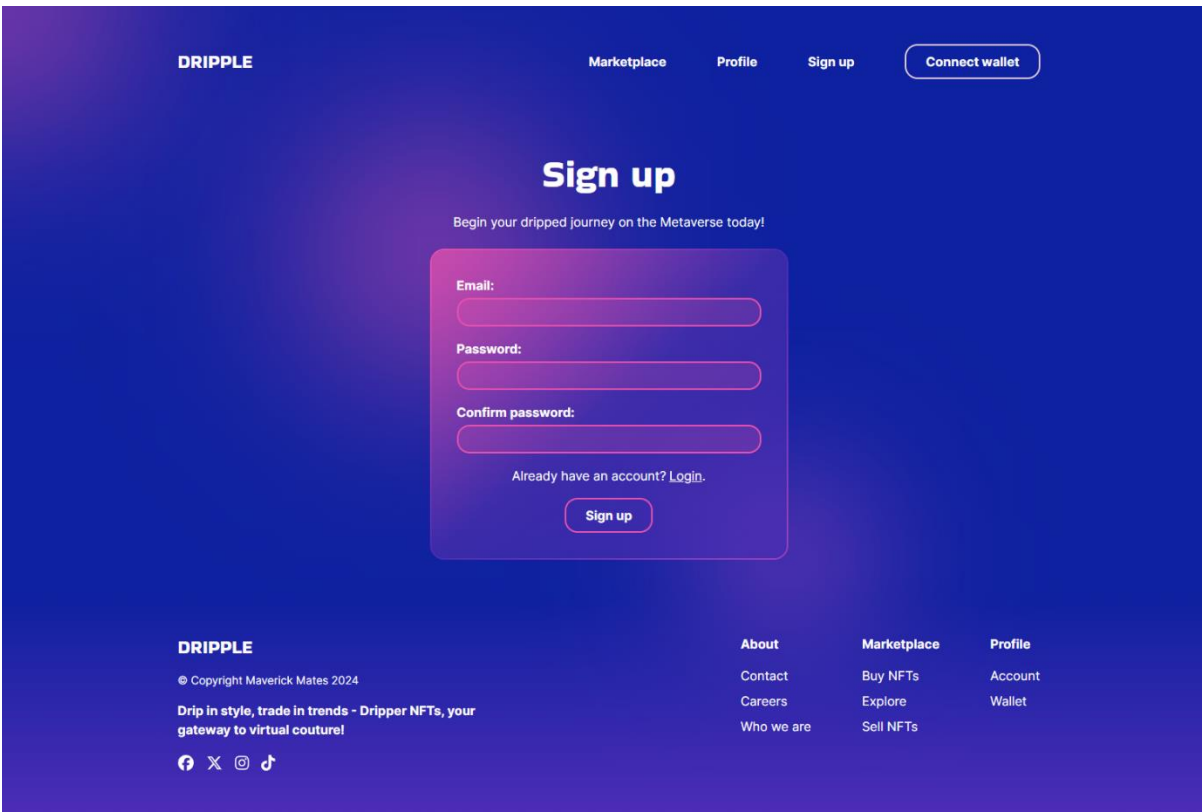 DRIPPLE
Marketplace Profile Sign up Connect wallet
Sign up
Begin your dripped journey on the Metaverse today!
Email:
Password:
Confirm password:
Already have an account? Login.
Sign up
DRIPPLE
© Copyright Maverick Mates 2024
Drip in style, trade in trends - Dripper NFTs, your
gateway to virtual couture!
About
Contact
Careers
Who we are
Marketplace
Buy NFTs
Explore
Sell NFTs
Profile
Account
Wallet